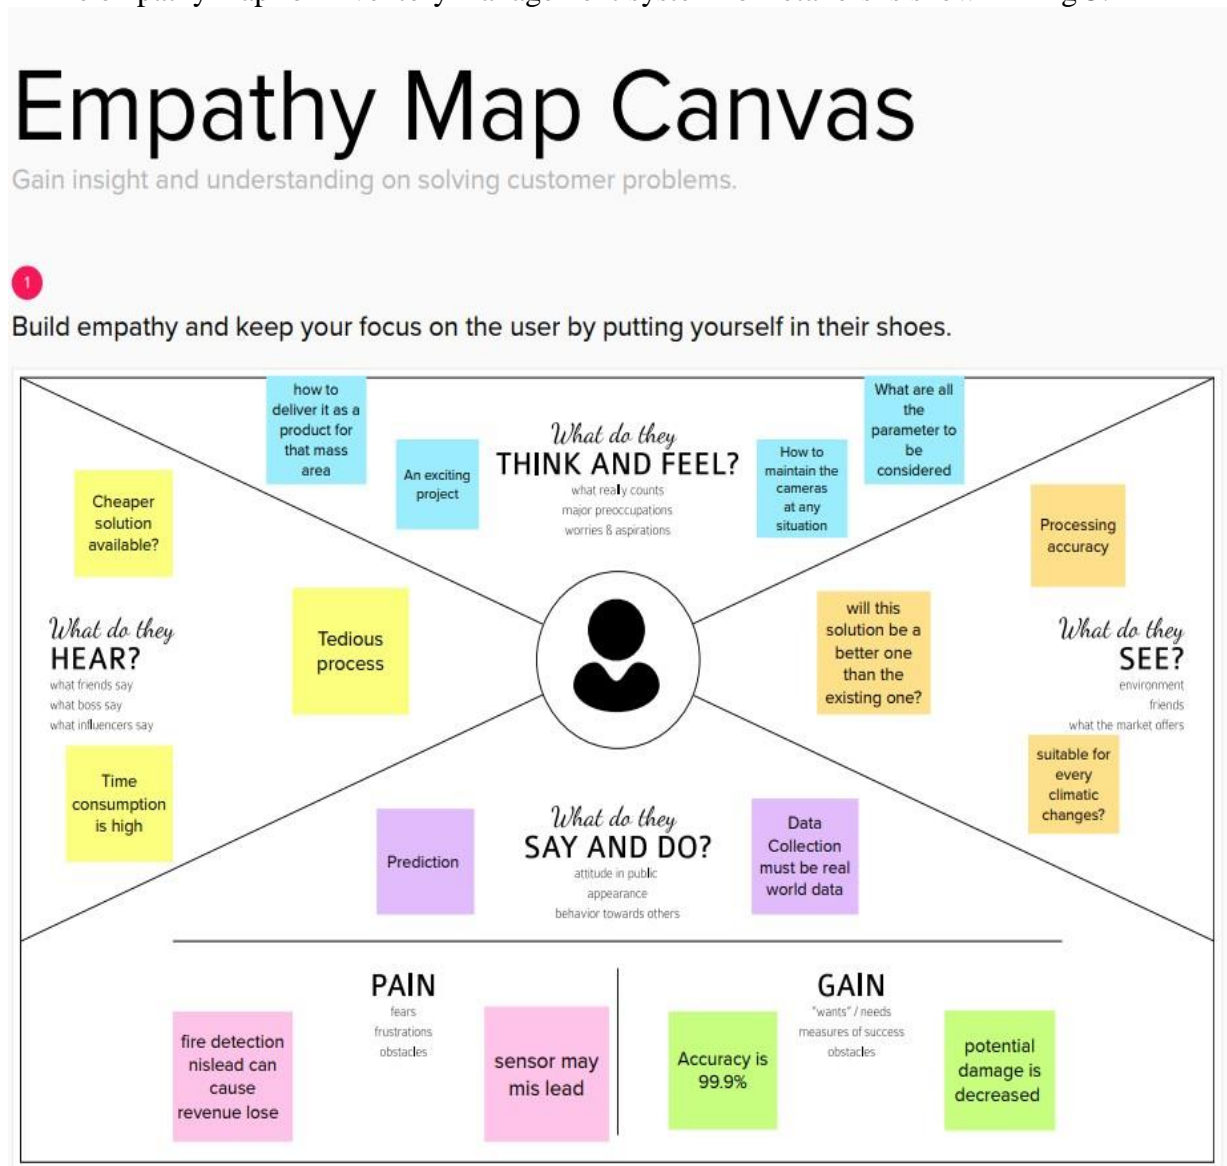 Empathy Map Canvas
Gain insight and understanding on solving customer problems.
1
Build empathy and keep your focus on the user by putting yourself in their shoes.
how to
deliver it as a
product for
that mass
area
An exciting
project
What do they
THINK AND FEEL?
what really counts
major preoccupations
worries & aspirations
How to
maintain the
cameras
at any
situation
What are all
the
parameter to
be
considered
Cheaper
solution
available?
What do they
HEAR?
what friends say
what boss say
what influencers say
Tedious
process
Time
consumption
is high
Processing
accuracy
will this
solution be a
better one
than the
existing one?
What do they
SEE?
environment
friends
what the market offers
suitable for
every
climatic
changes?
Prediction
What do they
SAY AND DO?
attitude in public
appearance
behavior towards others
Data
Collection
must be real
world data
PAIN
fears
frustrations
obstacles
fire detection
nislead can
cause
revenue lose
sensor may
mis lead
GAIN
"wants" / needs
measures of success
obstacles
Accuracy is
99.9%
potential
damage is
decreased